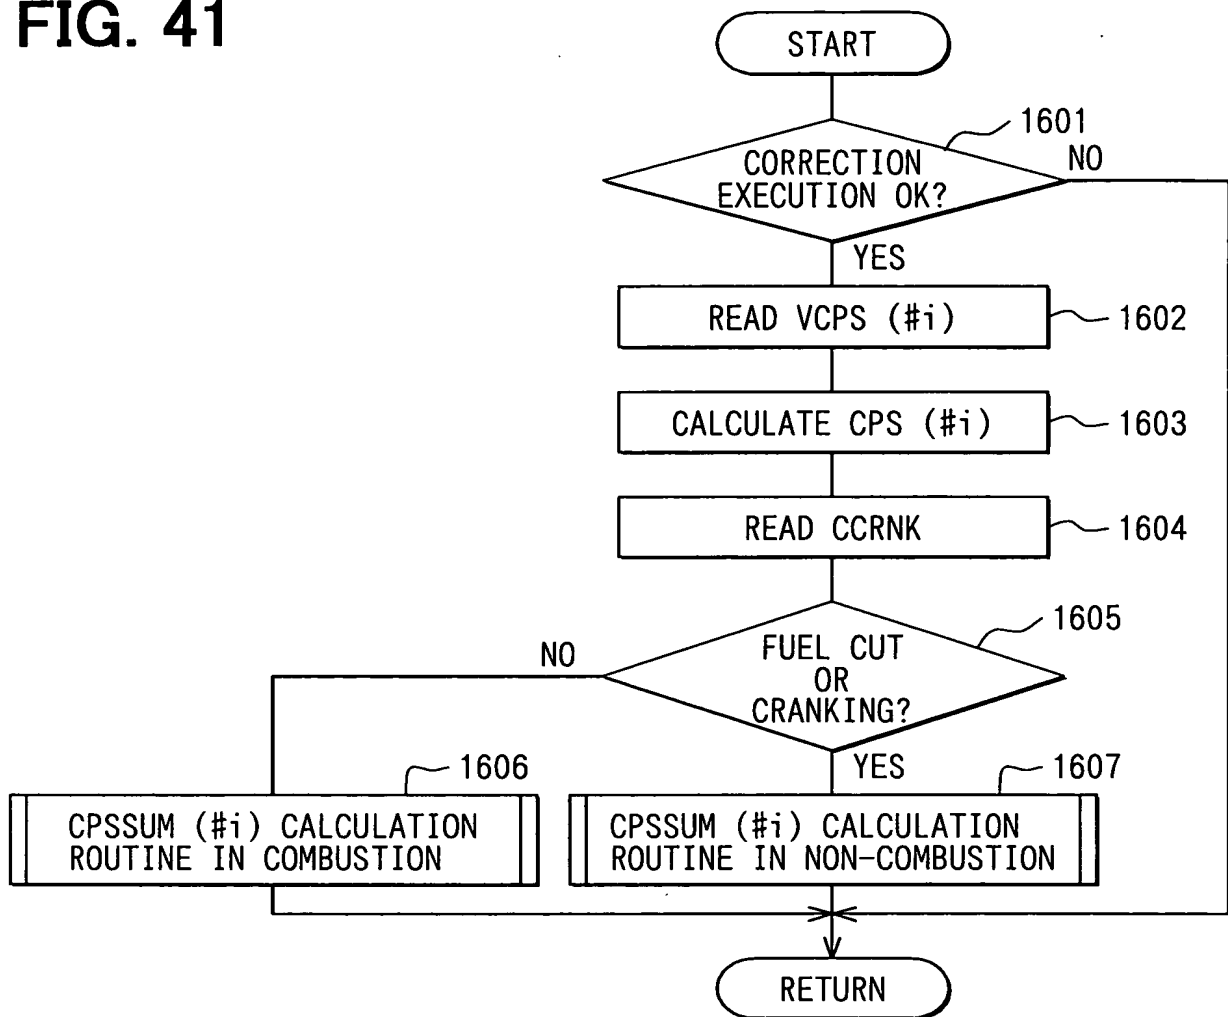 FIG. 41
START
1601
CORRECTION
EXECUTION OK?
NO
YES
READ VCPS (#i)
1602
CALCULATE CPS (#i)
1603
READ CCRNK
1604
1605
FUEL CUT
OR
CRANKING?
NO
YES
1606
1607
CPSSUM (#i) CALCULATION
ROUTINE IN COMBUSTION
CPSSUM (#i) CALCULATION
ROUTINE IN NON-COMBUSTION
RETURN